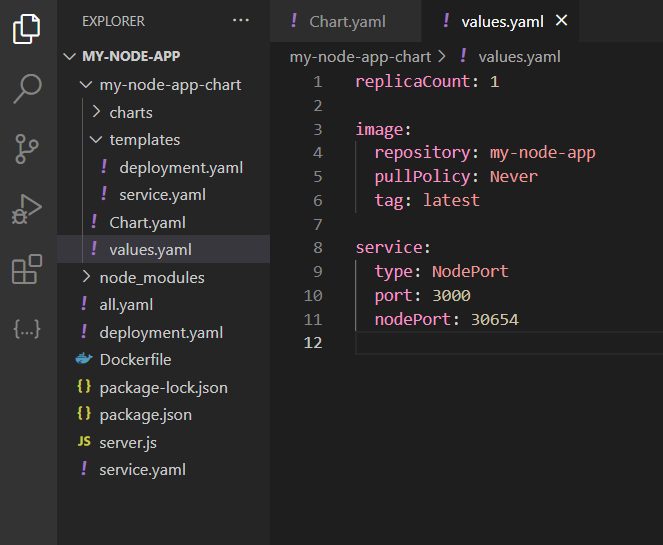 EXPLORER
MY-NODE-APP
my-node-app-chart
charts
templates
! deployment.yaml
! service.yaml
! Chart.yaml
! values.yaml
node_modules
! all.yaml
! deployment.yaml
Dockerfile
{} package-lock.json
{} package.json
JS server.js
! service.yaml
! Chart.yaml
! values.yaml
my-node-app-chart > ! values.yaml
1 replicaCount: 1
2
3 image:
4 repository: my-node-app
5 pullPolicy: Never
6 tag: latest
7
8 service:
9 type: NodePort
10 port: 3000
11 nodePort: 30654
12